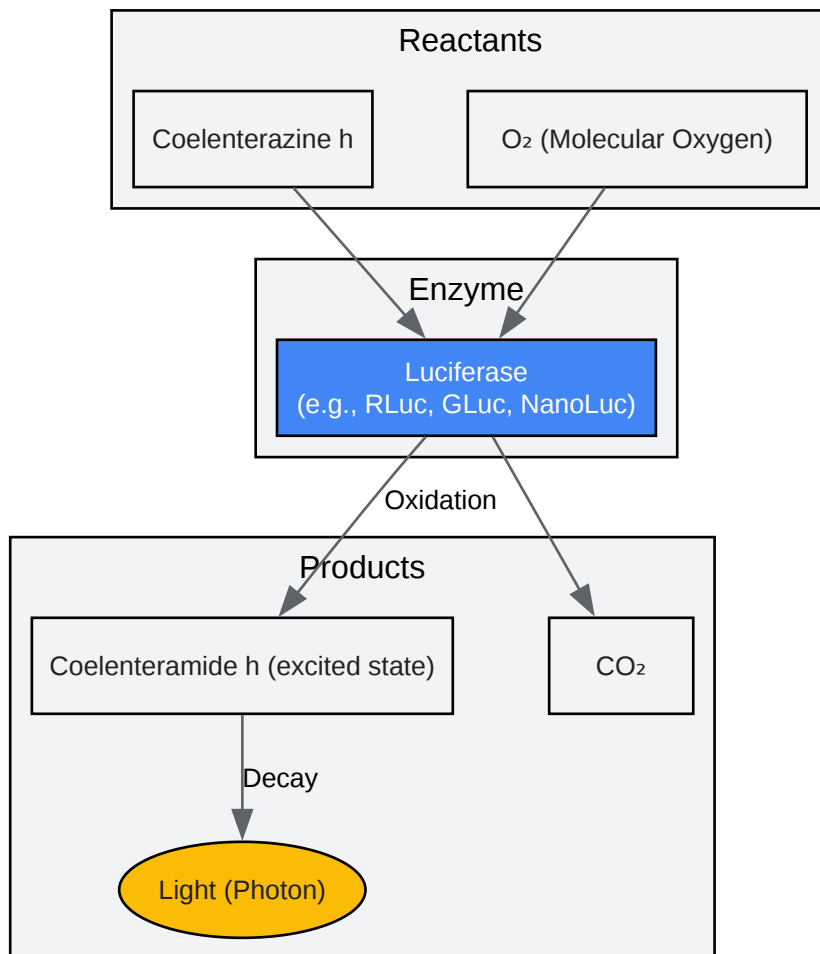 Reactants
Coelenterazine h
O₂ (Molecular Oxygen)
Enzyme
Luciferase
(e.g., RLuc, GLuc, NanoLuc)
Oxidation
Products
Coelenteramide h (excited state)
CO₂
Decay
Light (Photon)